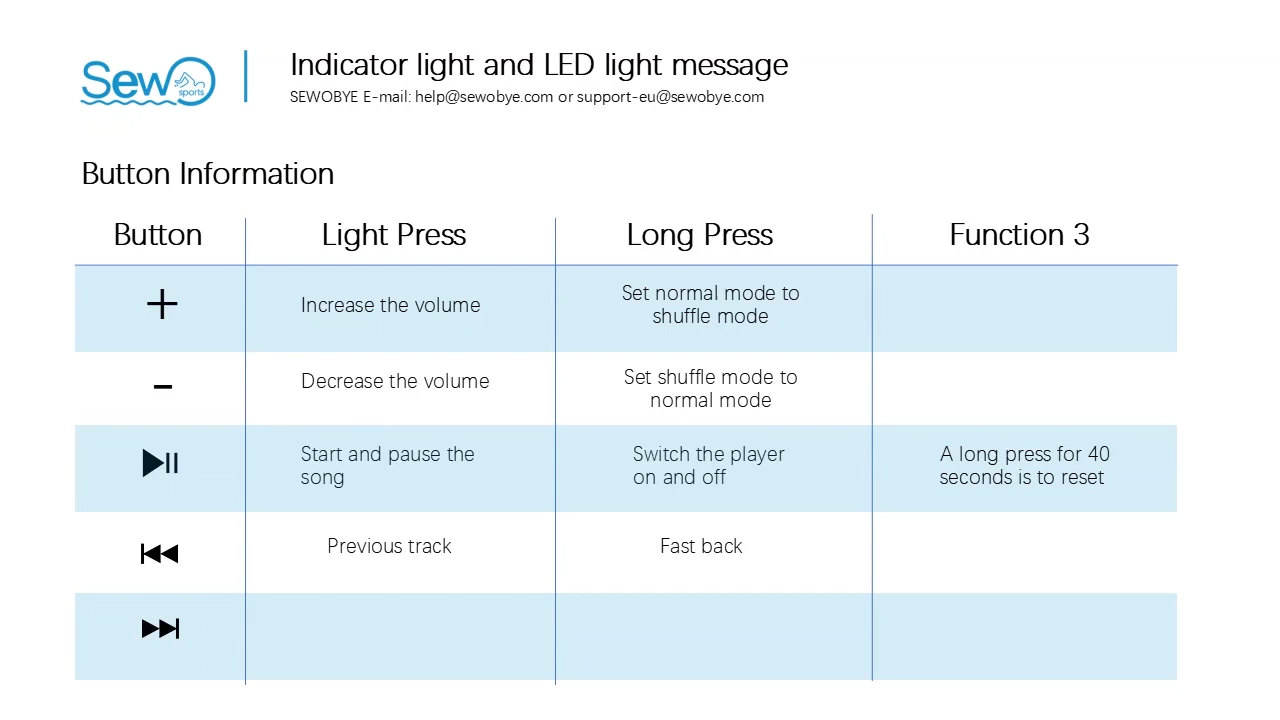 Sewo
sports
Indicator light and LED light message
SEWOBYE E-mail: help@sewobye.com or support-eu@sewobye.com
Button Information
Button Light Press Long Press Function 3
+ Increase the volume Set normal mode to
shuffle mode
- Decrease the volume Set shuffle mode to
normal mode
Start and pause the
song
Switch the player
on and off
A long press for 40
seconds is to reset
Previous track Fast back